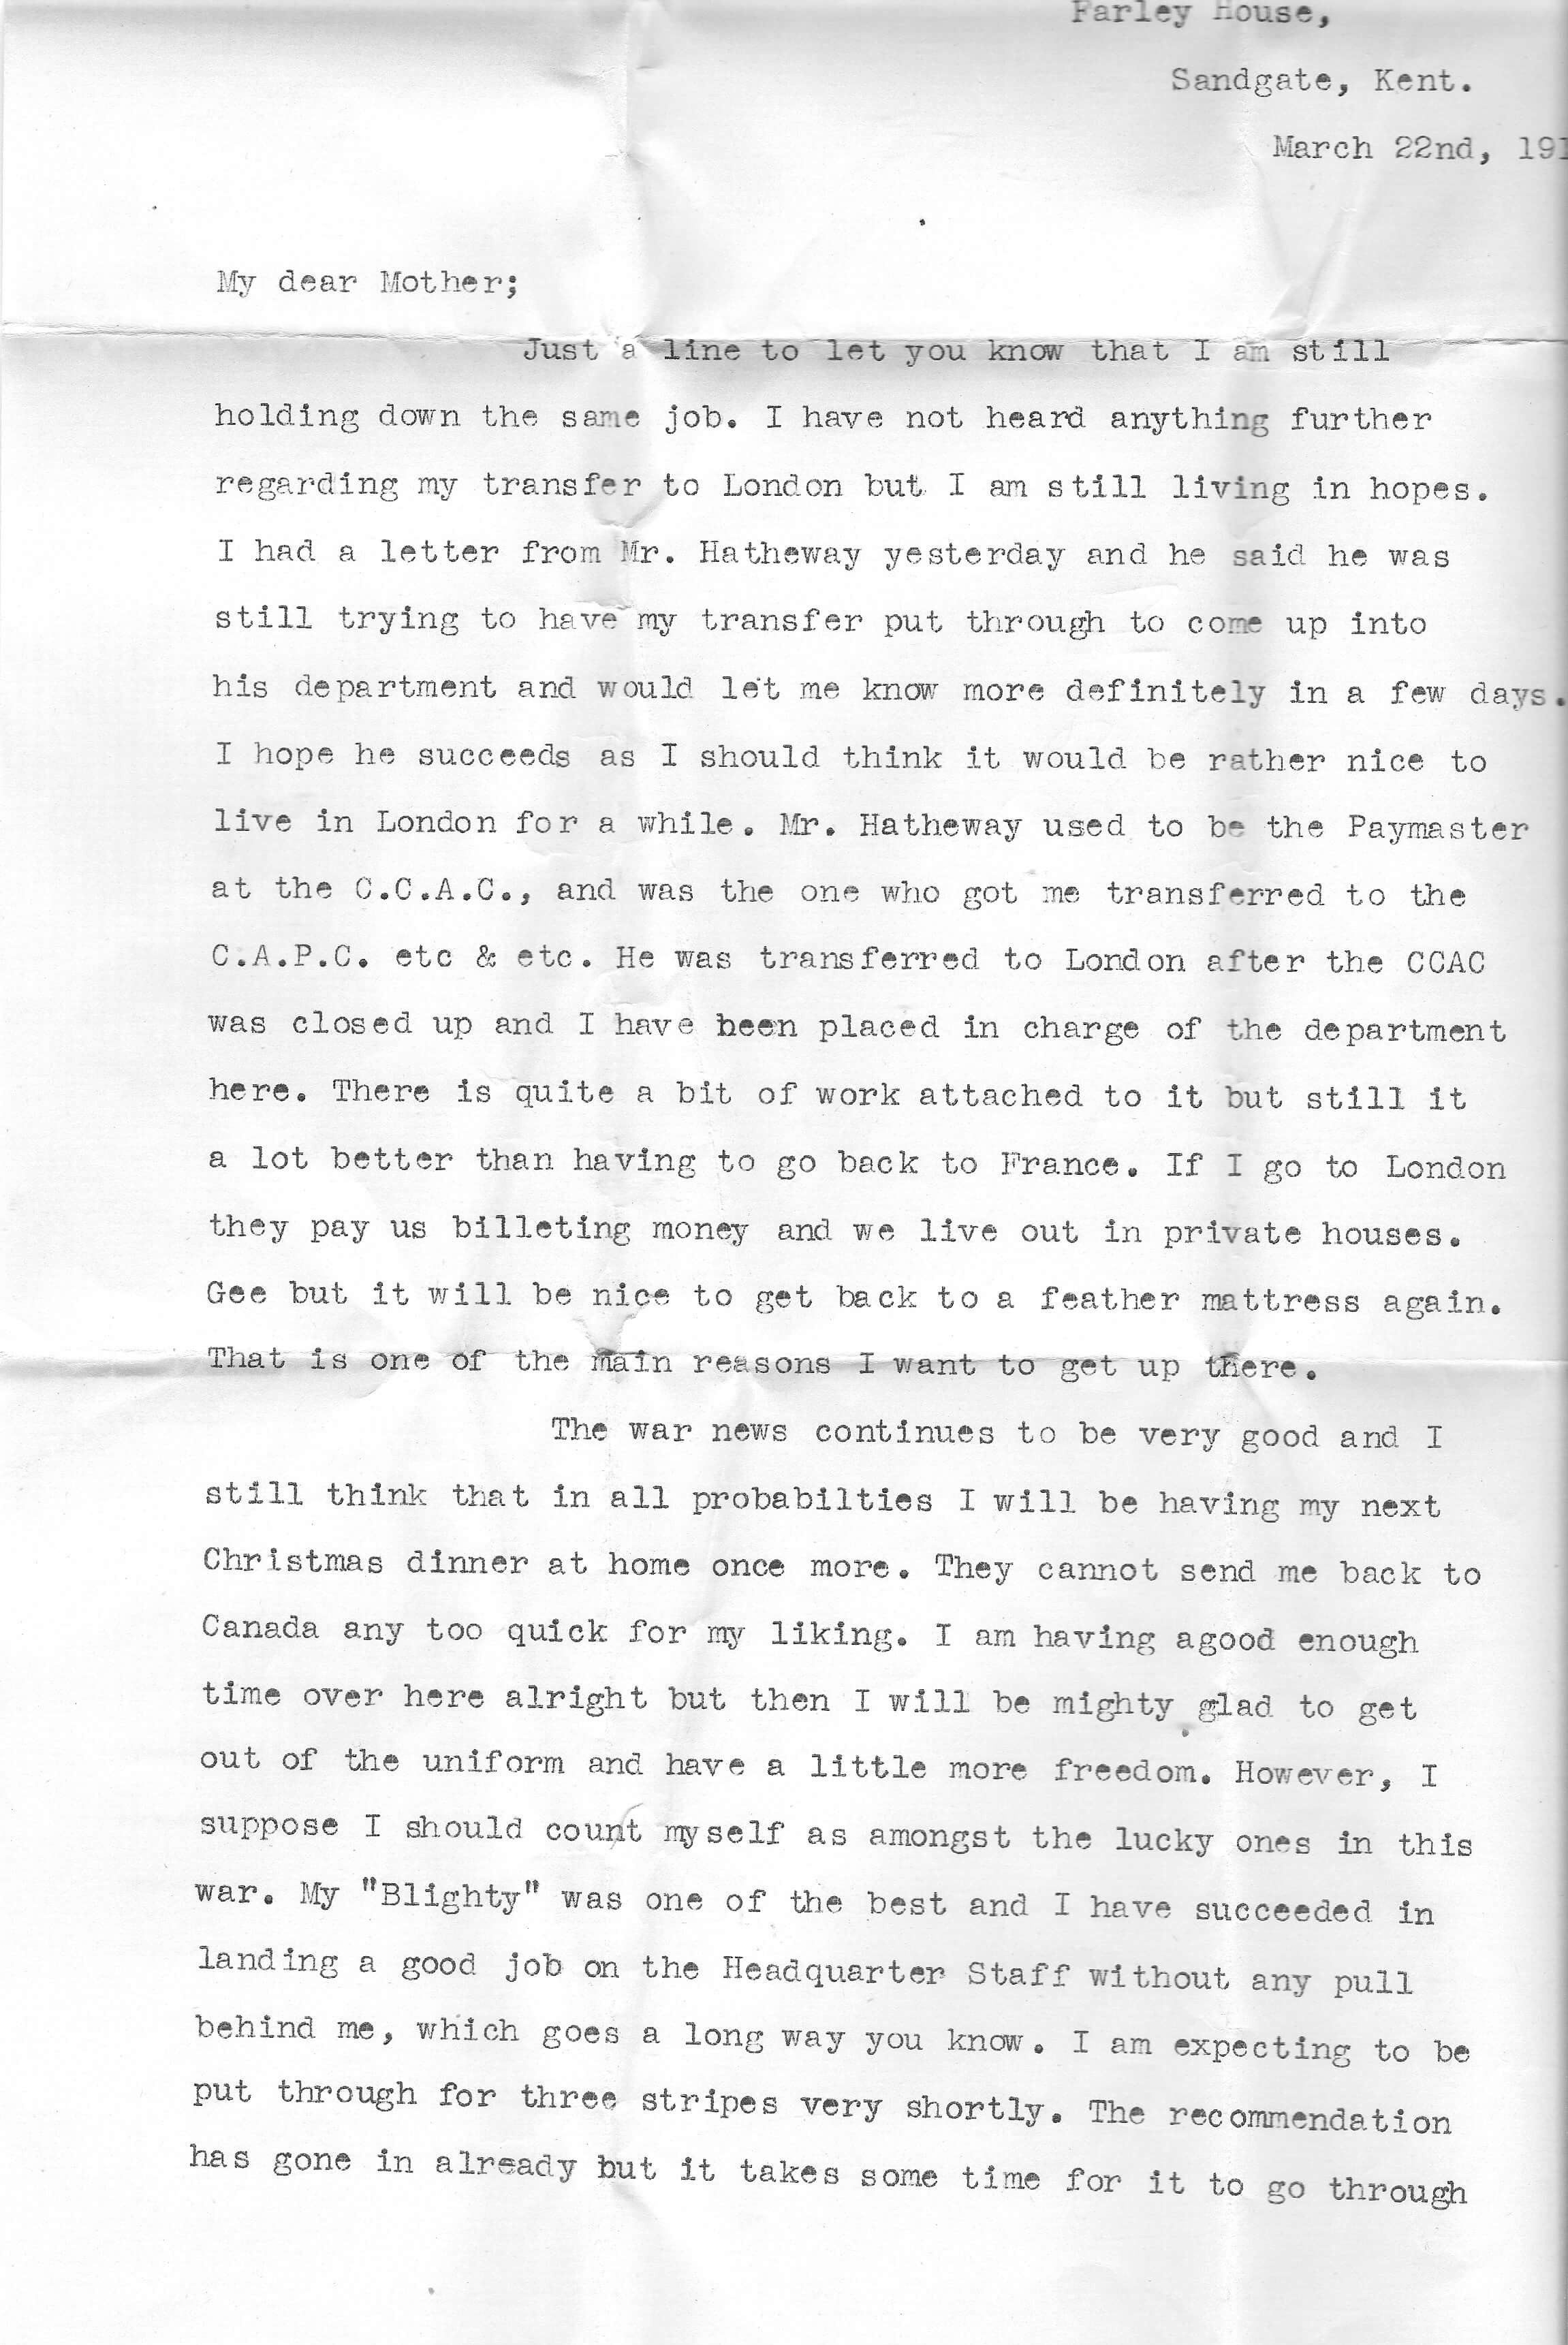 Farley House,
Sandgate, Kent.
March 22nd, 191
My dear Mother;
Just a line to let you know that I am still
holding down the same job. I have not heard anything further
regarding my transfer to London but I am still living in hopes.
I had a letter from Mr. Hatheway yesterday and he said he was
still trying to have my transfer put through to come up into
his department and would let me know more definitely in a few days.
I hope he succeeds as I should think it would be rather nice to
live in London for a while. Mr. Hatheway used to be the Paymaster
at the C.C.A.C., and was the one who got me transferred to the
C.A.P.C. etc & etc. He was transferred to London after the CCAC
was closed up and I have been placed in charge of the department
here. There is quite a bit of work attached to it but still it
a lot better than having to go back to France. If I go to London
they pay us billeting money and we live out in private houses.
Gee but it will be nice to get back to a feather mattress again.
That is one of the main reasons I want to get up there.
The war news continues to be very good and I
still think that in all probabilties I will be having my next
Christmas dinner at home once more. They cannot send me back to
Canada any too quick for my liking. I am having agood enough
time over here alright but then I will be mighty glad to get
out of the uniform and have a little more freedom. However, I
suppose I should count myself as amongst the lucky ones in this
war. My "Blighty" was one of the best and I have succeeded in
landing a good job on the Headquarter Staff without any pull
behind me, which goes a long way you know. I am expecting to be
put through for three stripes very shortly. The recommendation
has gone in already but it takes some time for it to go through